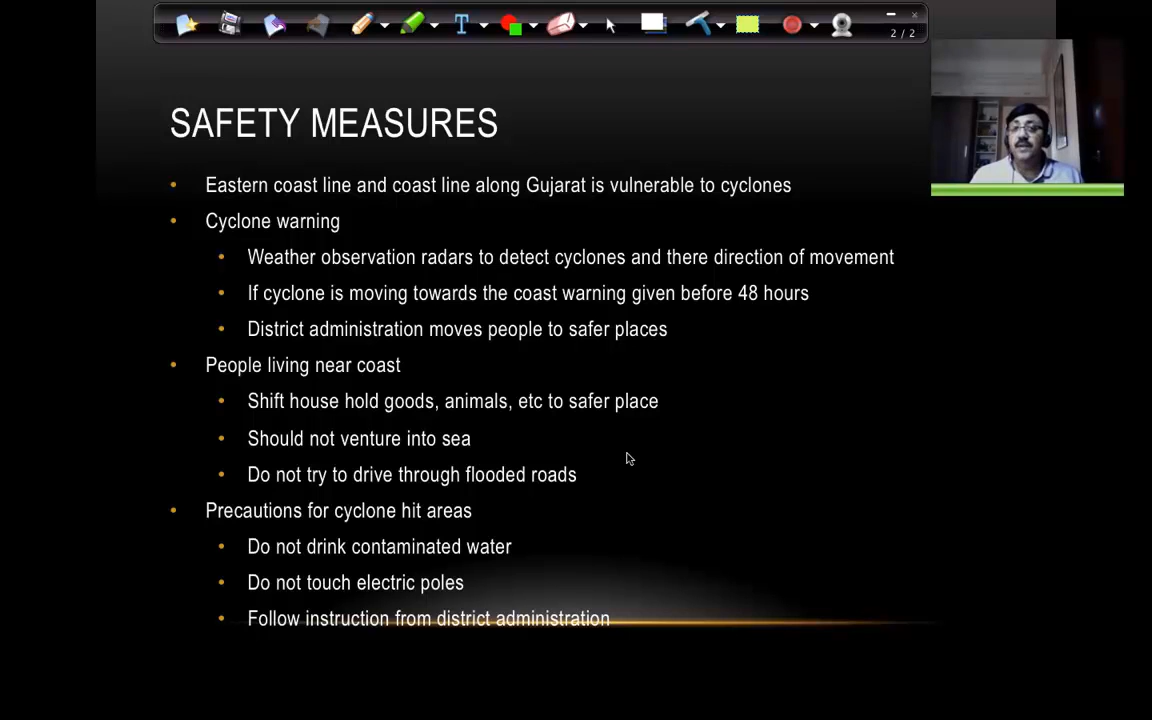 T
2 / 2
SAFETY MEASURES
• Eastern coast line and coast line along Gujarat is vulnerable to cyclones
• Cyclone warning
• Weather observation radars to detect cyclones and there direction of movement
• If cyclone is moving towards the coast warning given before 48 hours
• District administration moves people to safer places
• People living near coast
• Shift house hold goods, animals, etc to safer place
• Should not venture into sea
• Do not try to drive through flooded roads
• Precautions for cyclone hit areas
• Do not drink contaminated water
• Do not touch electric poles
• Follow instruction from district administration